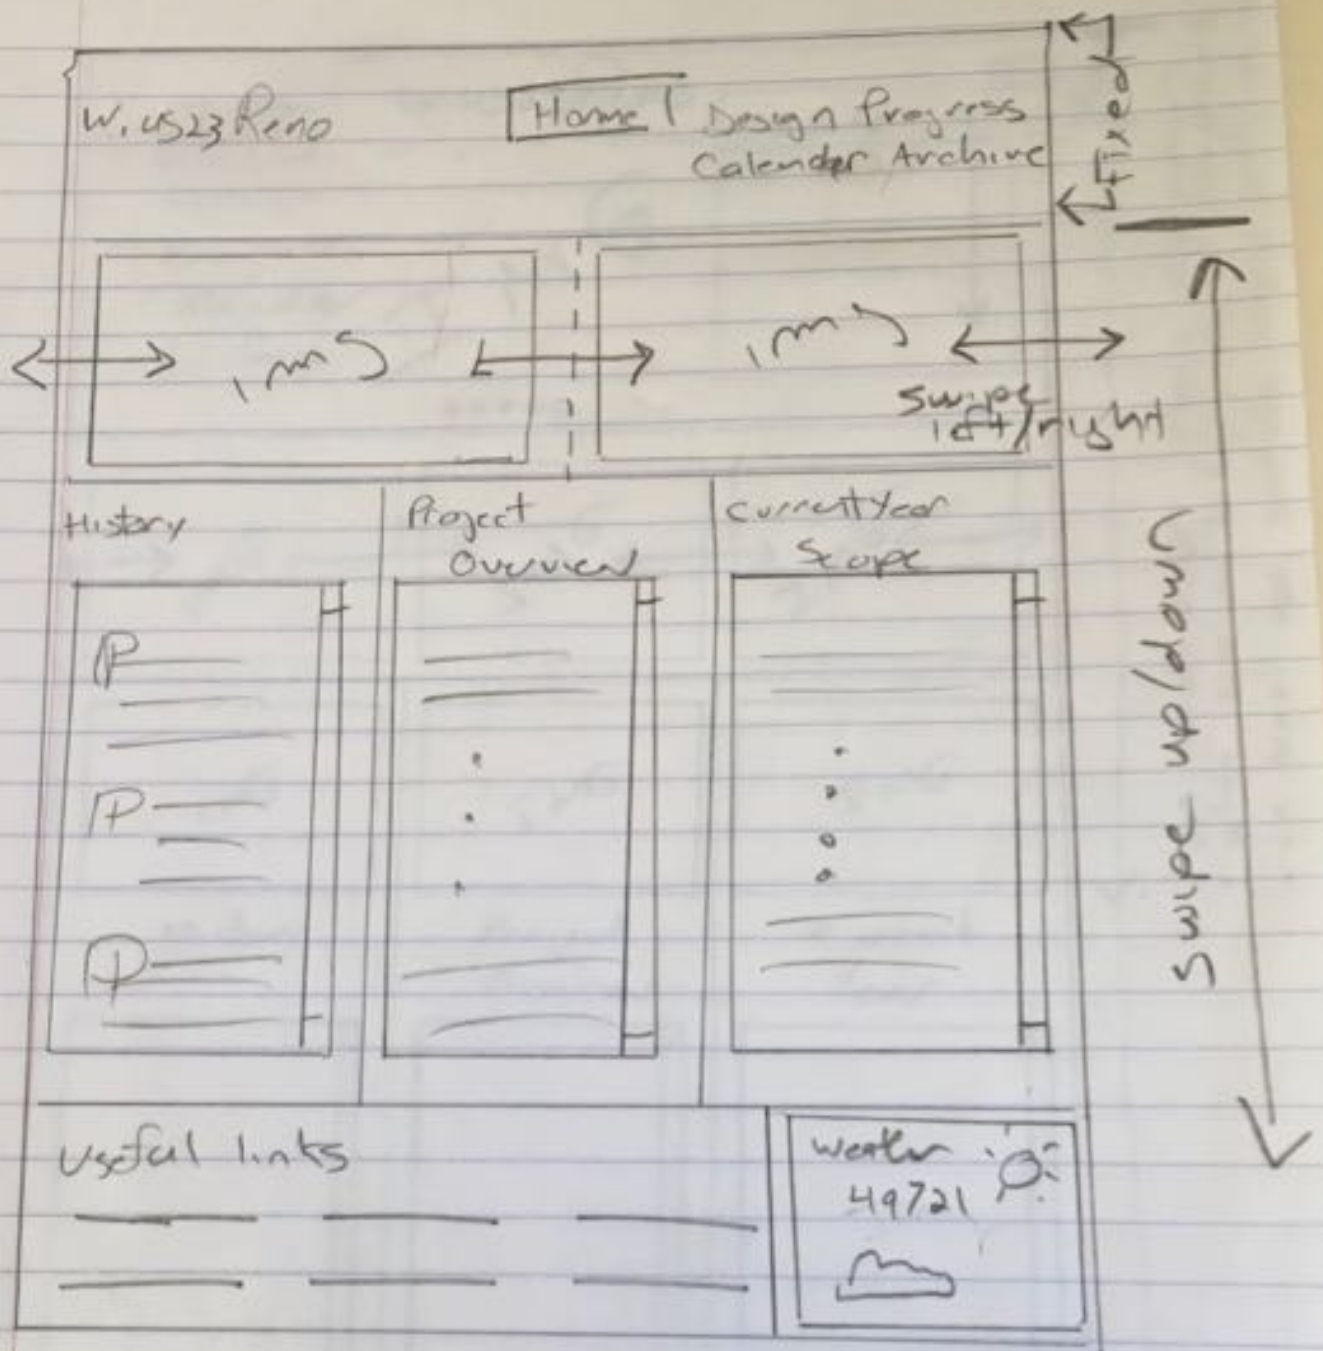 W. US23 Reno
Home Design Progress
Calender Archive
Fixed
img
img
swipe
left/right
History
Project
Overview
Current Year
Scope
P
P
P
swipe up/down
Useful links
Weather
49721